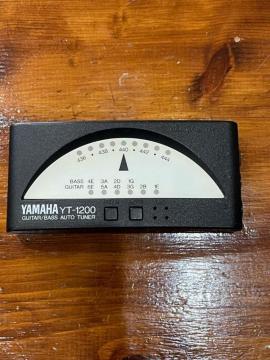 436 438 440 442 444
BASS 4E 3A 2D 1G
GUITAR 6E 5A 4D 3G 2B 1E
YAMAHA YT-1200
GUITAR/BASS AUTO TUNER